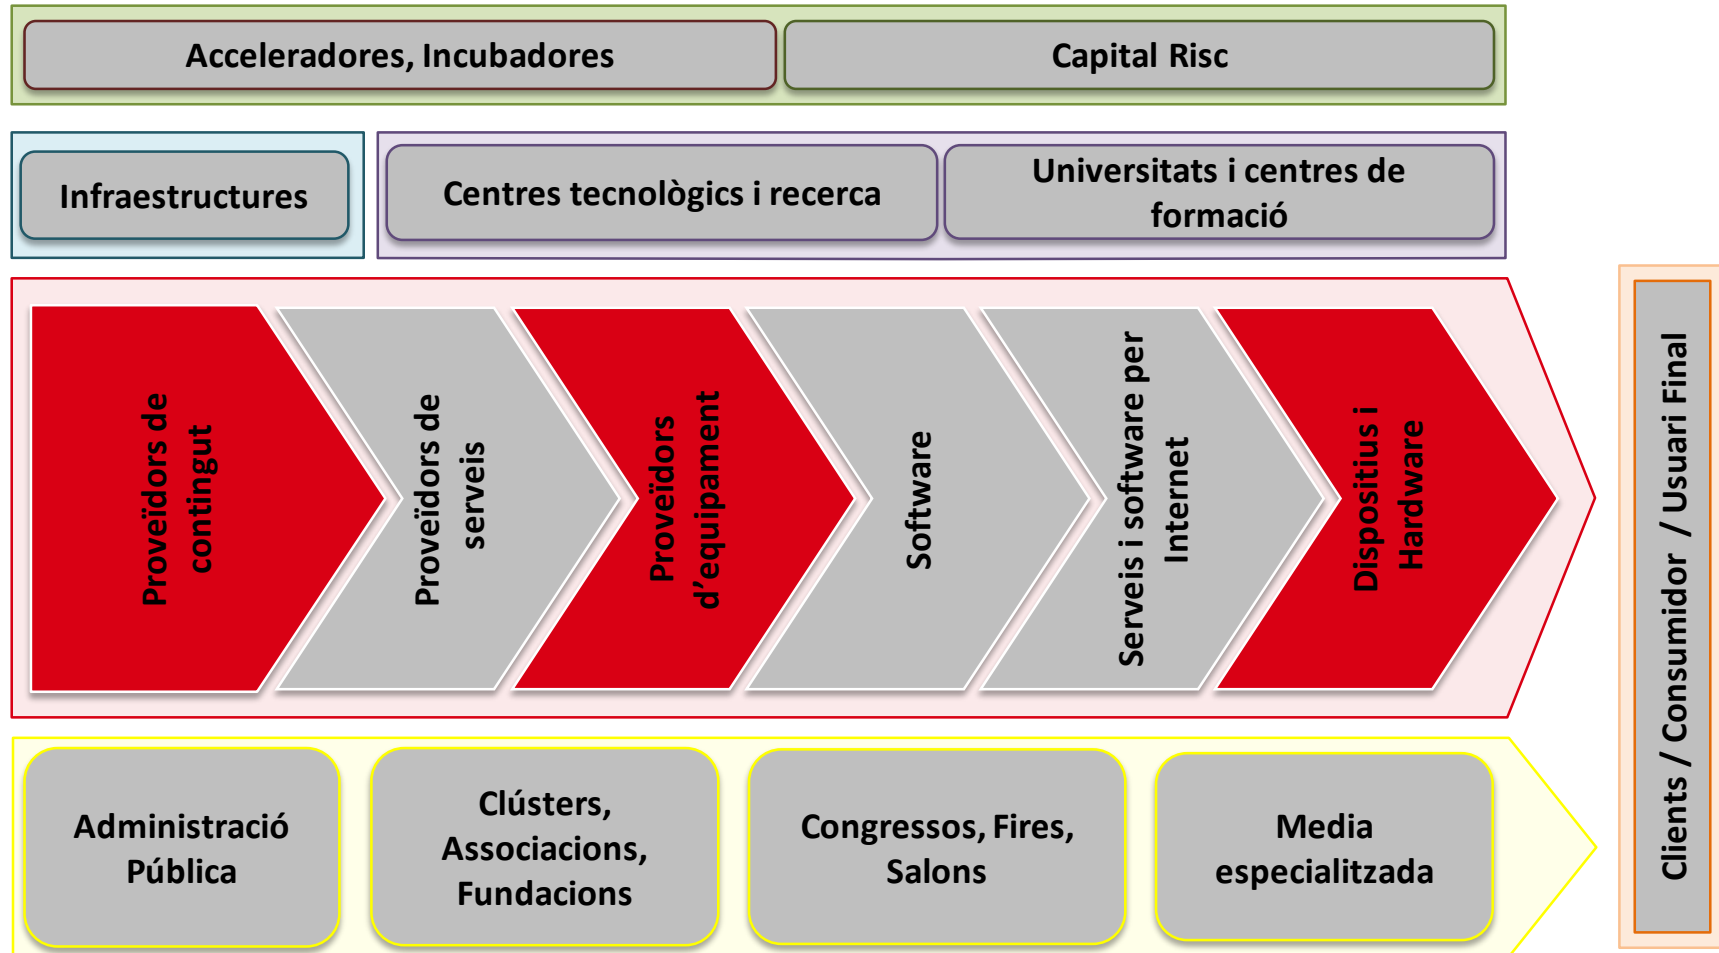 Acceleradores, Incubadores
Capital Risc
Infraestructures
Centres tecnològics i recerca
Universitats i centres de
formació
Proveïdors de
contingut
Proveïdors de
serveis
Proveïdors
d’equipament
Software
Serveis i software per
Internet
Dispositius i
Hardware
Clients / Consumidor / Usuari Final
Administració
Pública
Clústers,
Associacions,
Fundacions
Congressos, Fires,
Salons
Media
especialitzada